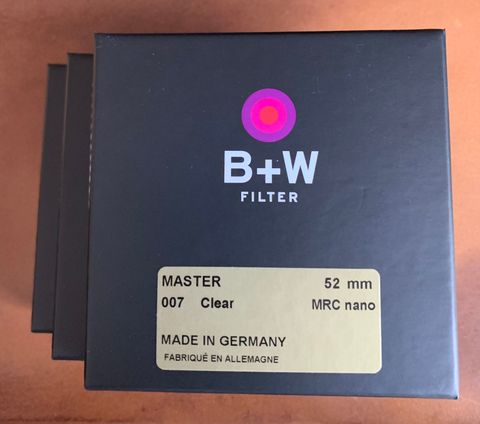 B+W
FILTER
MASTER 52 mm
007 Clear MRC nano
MADE IN GERMANY
FABRIQUÉ EN ALLEMAGNE